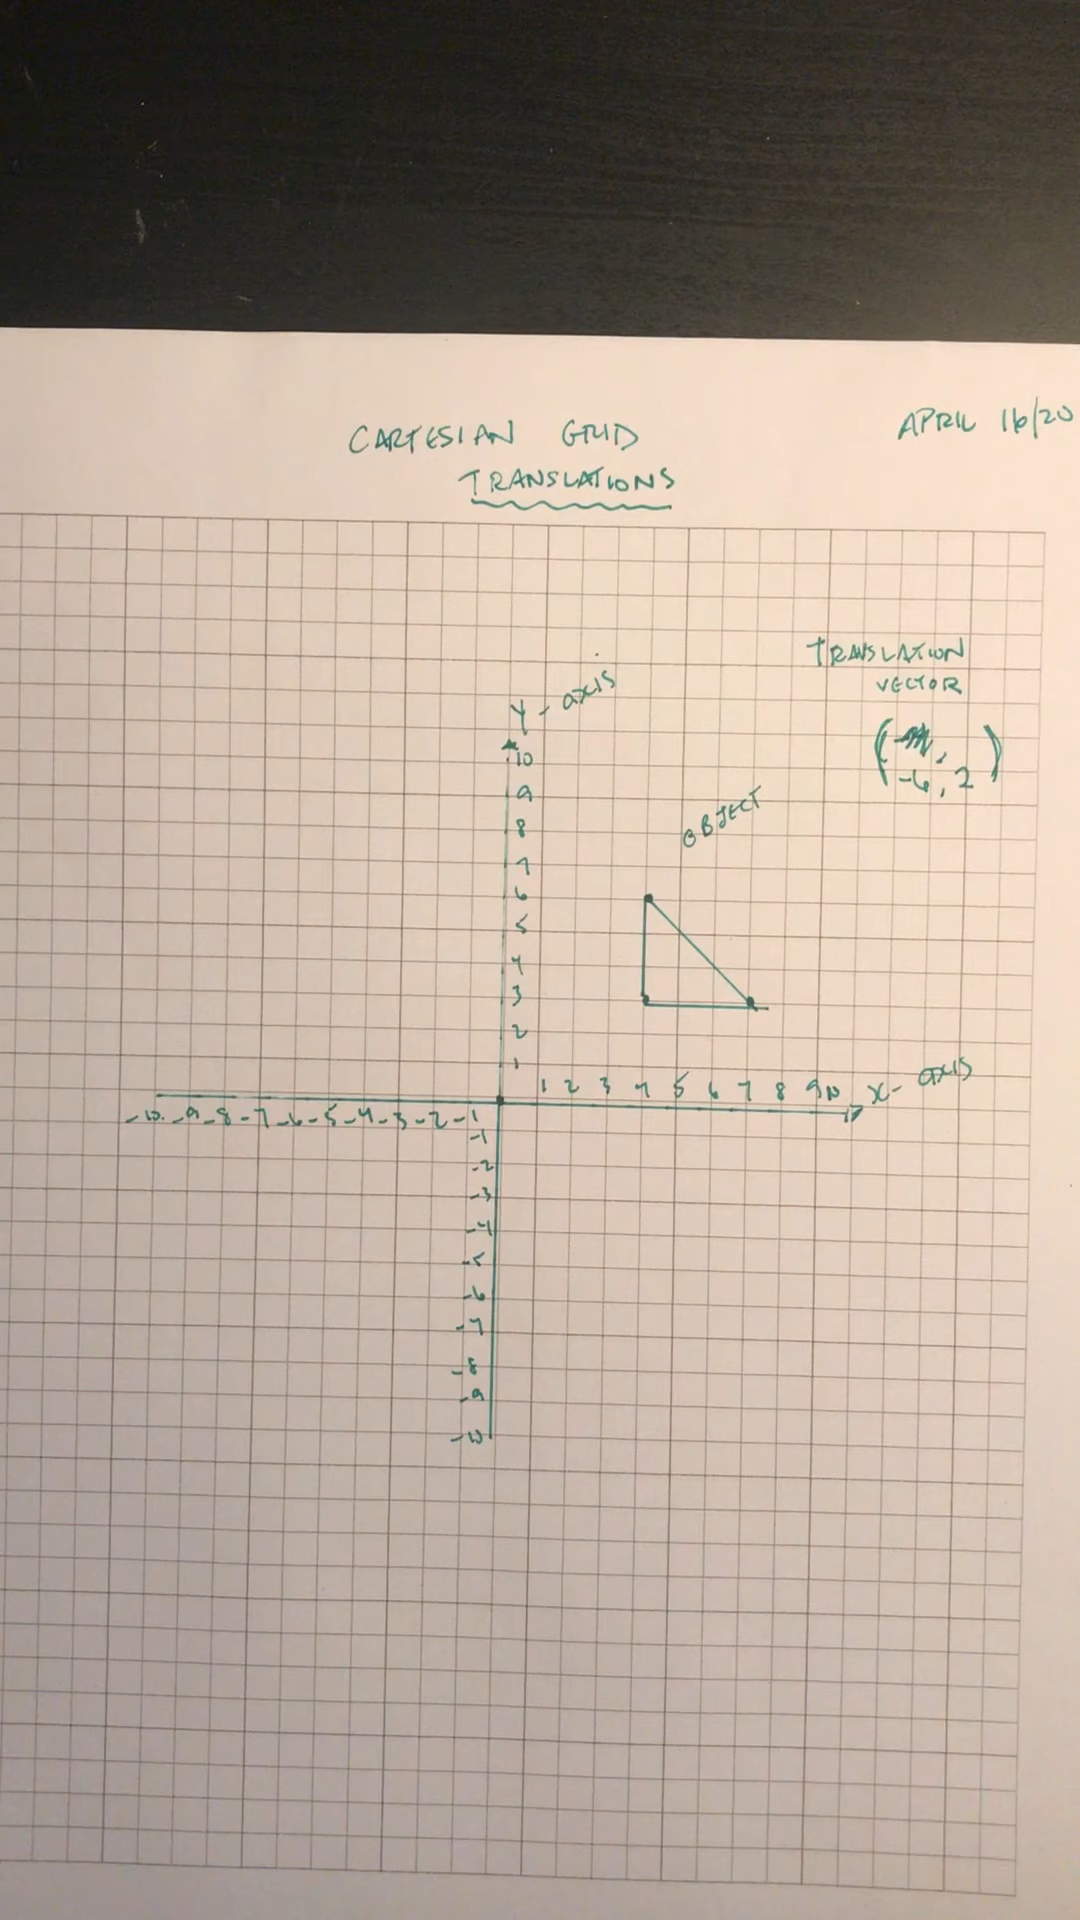 CARTESIAN GRID
APRIL 16/20
TRANSLATIONS
TRANSLATION
VECTOR
-6, 2
Y - axis
OBJECT
10
9
8
7
6
5
4
3
2
1
1 2 3 4 5 6 7 8 9 10 x - axis
-10 -9 -8 -7 -6 -5 -4 -3 -2 -1
-1
-2
-3
-4
-5
-6
-7
-8
-9
-10